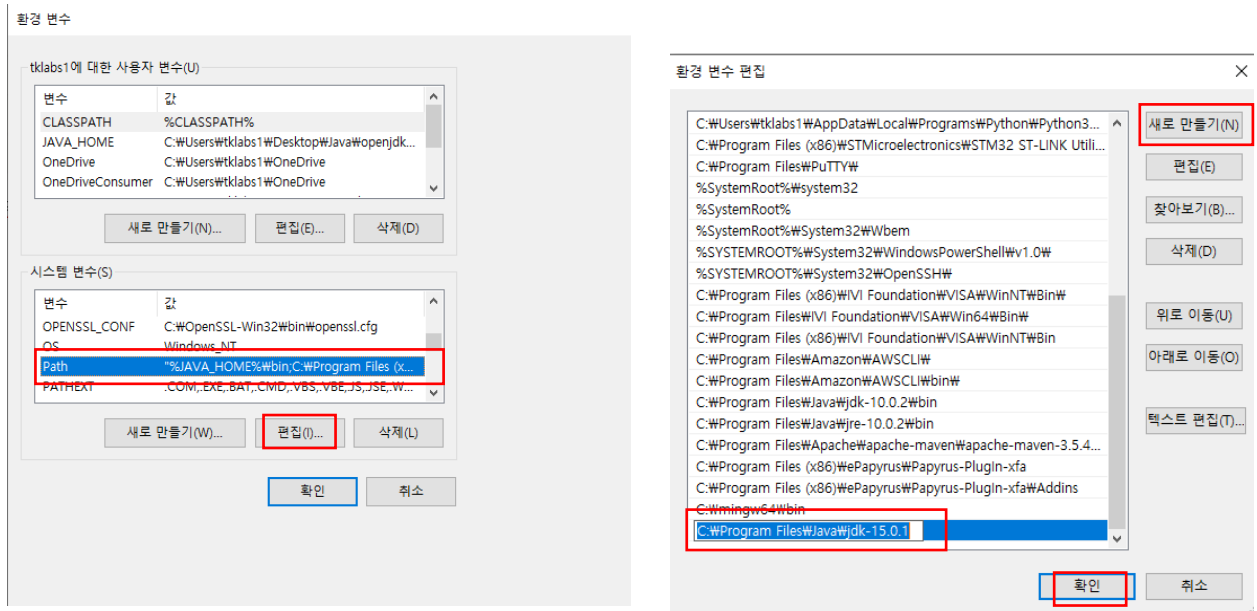 환경 변수
tklabs1에 대한 사용자 변수(U)
변수 값
CLASSPATH %CLASSPATH%
JAVA_HOME C:₩Users₩tklabs1₩Desktop₩Java₩openjdk...
OneDrive C:₩Users₩tklabs1₩OneDrive
OneDriveConsumer C:₩Users₩tklabs1₩OneDrive
새로 만들기(N)... 편집(E)... 삭제(D)
시스템 변수(S)
변수 값
OPENSSL_CONF C:₩OpenSSL-Win32₩bin₩openssl.cfg
OS Windows_NT
Path "%JAVA_HOME%₩bin;C:₩Program Files (x...
PATHEXT .COM;.EXE;.BAT;.CMD;.VBS;.VBE;.JS;.JSE;.W...
새로 만들기(W)... 편집(I)... 삭제(L)
확인 취소
환경 변수 편집
C:₩Users₩tklabs1₩AppData₩Local₩Programs₩Python₩Python3...
C:₩Program Files (x86)₩STMicroelectronics₩STM32 ST-LINK Utili...
C:₩Program Files₩PuTTY₩
%SystemRoot%₩system32
%SystemRoot%
%SystemRoot%₩System32₩Wbem
%SYSTEMROOT%₩System32₩WindowsPowerShell₩v1.0₩
%SYSTEMROOT%₩System32₩OpenSSH₩
C:₩Program Files (x86)₩IVI Foundation₩VISA₩WinNT₩Bin₩
C:₩Program Files₩IVI Foundation₩VISA₩Win64₩Bin₩
C:₩Program Files (x86)₩IVI Foundation₩VISA₩WinNT₩Bin
C:₩Program Files₩Amazon₩AWSCLI₩
C:₩Program Files₩Amazon₩AWSCLI₩bin₩
C:₩Program Files₩Java₩jdk-10.0.2₩bin
C:₩Program Files₩Java₩jre-10.0.2₩bin
C:₩Program Files₩Apache₩apache-maven₩apache-maven-3.5.4...
C:₩Program Files (x86)₩ePapyrus₩Papyrus-PlugIn-xfa
C:₩Program Files (x86)₩ePapyrus₩Papyrus-PlugIn-xfa₩Addins
C:₩mingw64₩bin
C:₩Program Files₩Java₩jdk-15.0.1
새로 만들기(N)
편집(E)
찾아보기(B)...
삭제(D)
위로 이동(U)
아래로 이동(O)
텍스트 편집(T)...
확인 취소